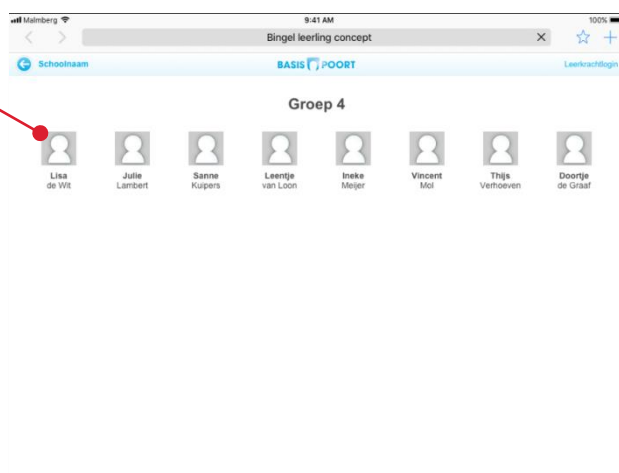 Malmberg 9:41 AM 100%
Bingel leerling concept
Schoolnaam BASIS POORT Leerkrachtlogin
Groep 4
Lisa Julie Sanne Leentje Ineke Vincent Thijs Doortje
de Wit Lambert Kuipers van Loon Meijer Mol Verhoeven de Graaf